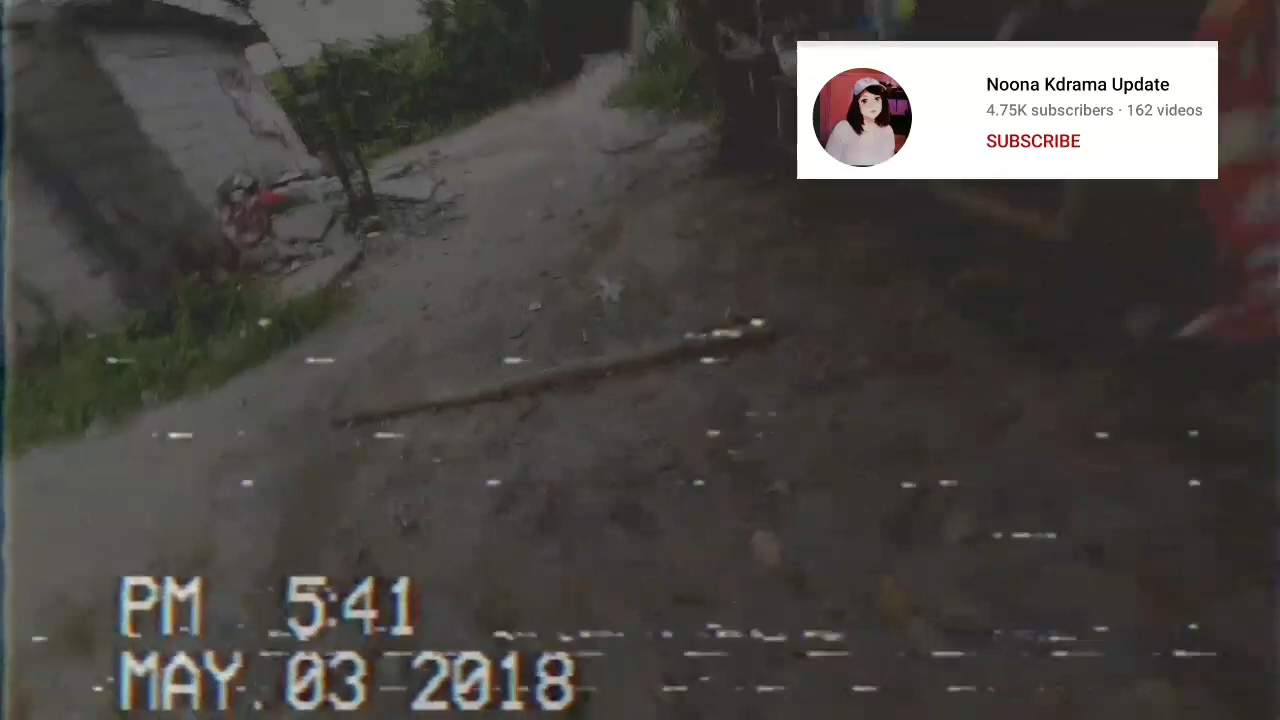 Noona Kdrama Update
4.75K subscribers · 162 videos
SUBSCRIBE
PM 5:41
MAY. 03 2018